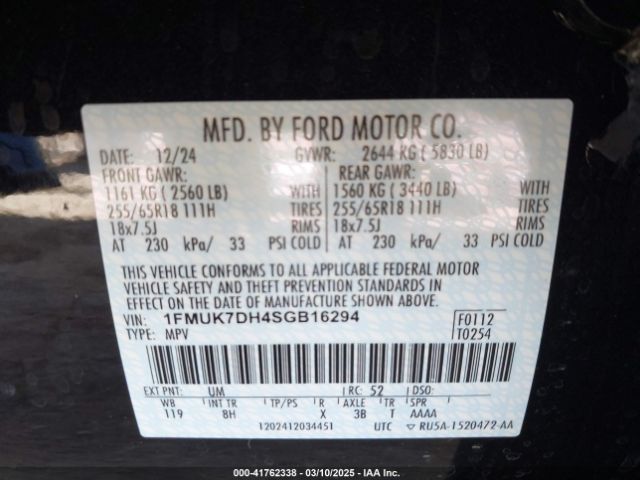 MFD. BY FORD MOTOR CO.
DATE: 12/24 GVWR: 2644 KG ( 5830 LB)
FRONT GAWR: REAR GAWR:
1161 KG ( 2560 LB) WITH 1560 KG ( 3440 LB) WITH
255/65R18 111H TIRES 255/65R18 111H TIRES
18x7.5J RIMS 18x7.5J RIMS
AT 230 kPa/ 33 PSI COLD AT 230 kPa/ 33 PSI COLD
THIS VEHICLE CONFORMS TO ALL APPLICABLE FEDERAL MOTOR
VEHICLE SAFETY AND THEFT PREVENTION STANDARDS IN
EFFECT ON THE DATE OF MANUFACTURE SHOWN ABOVE.
VIN: 1FMUK7DH4SGB16294 F0112
TYPE: MPV T0254
EXT PNT: UM RC: 52 DSO:
WB INT TR TP/PS R AXLE TR SPR
119 8H X 3B T AAAA
1202412034451 UTC ▽ RU5A-1520472-AA
000-41762338 - 03/10/2025 - IAA Inc.